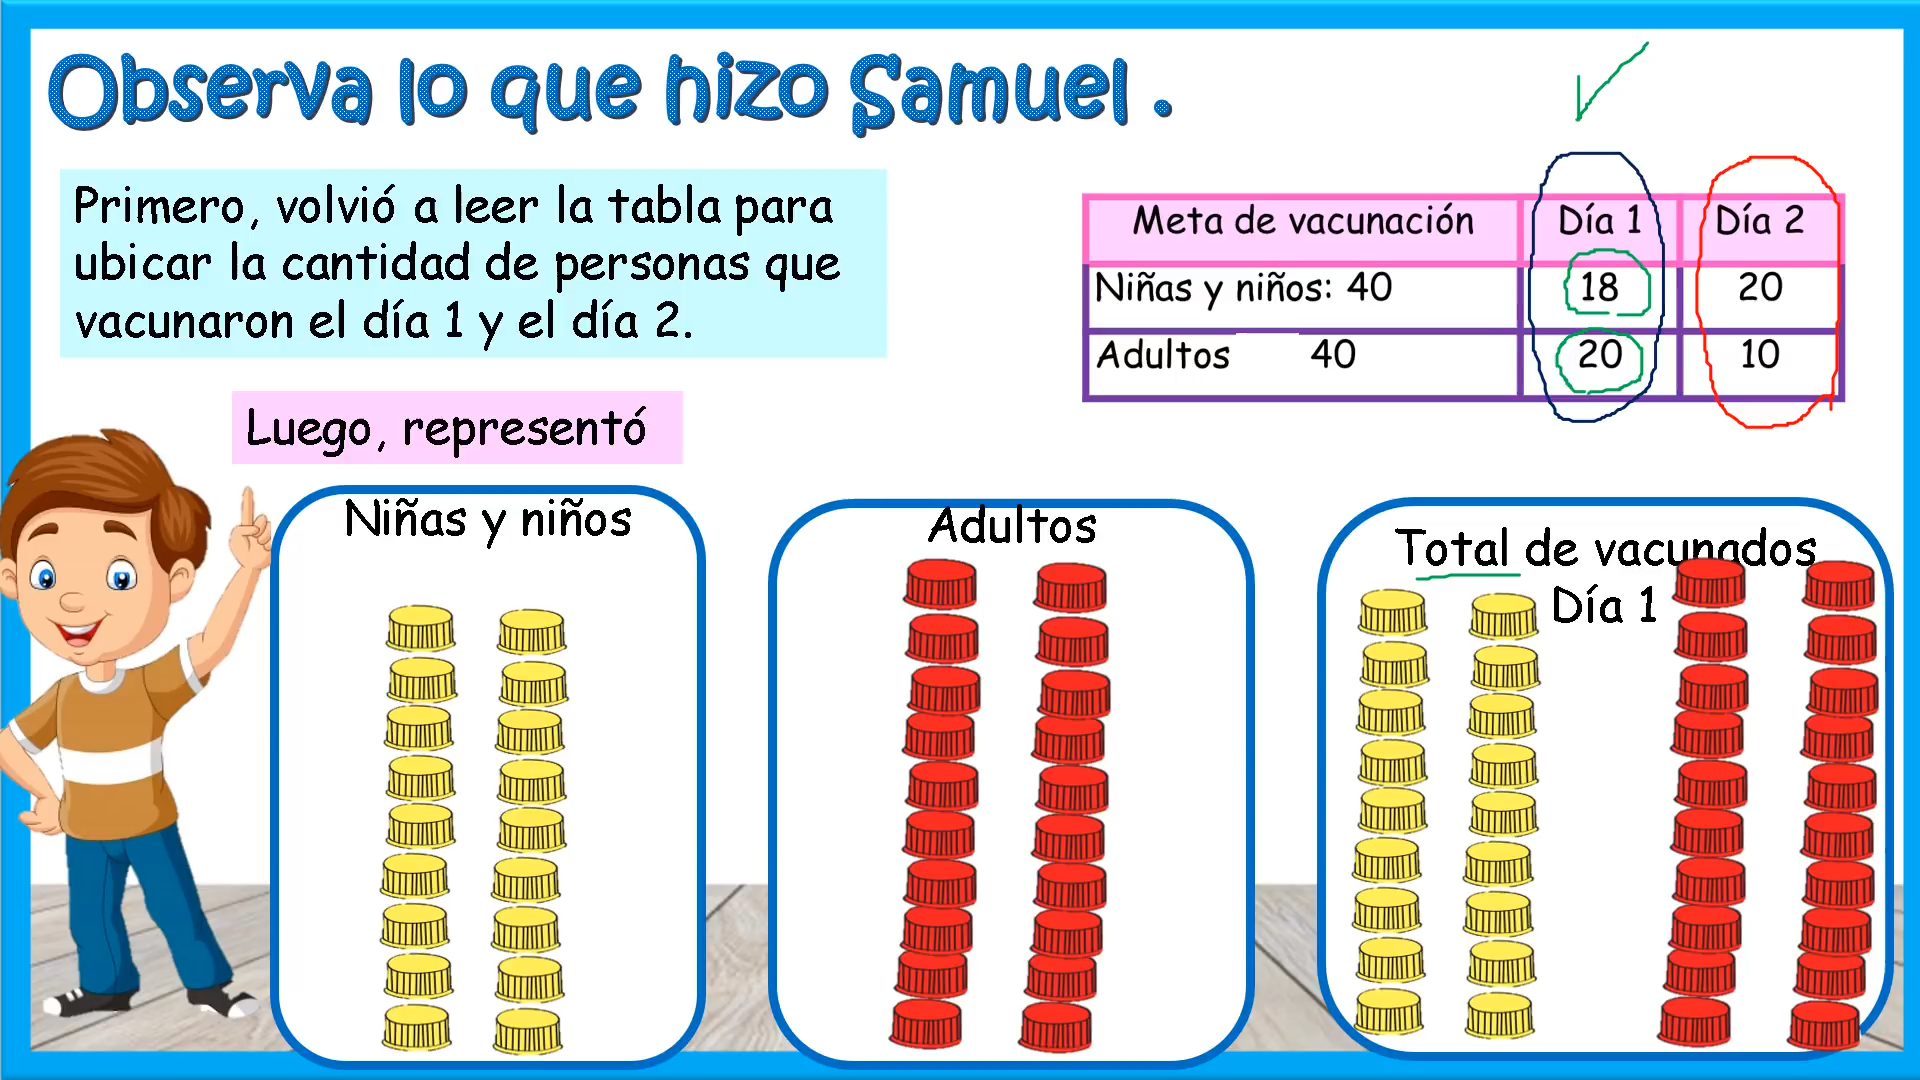 Observa lo que hizo Samuel .
Primero, volvió a leer la tabla para
ubicar la cantidad de personas que
vacunaron el día 1 y el día 2.
Meta de vacunación Día 1 Día 2
Niñas y niños: 40 18 20
Adultos 40 20 10
Luego, representó
Niñas y niños
Adultos
Total de vacunados
Día 1